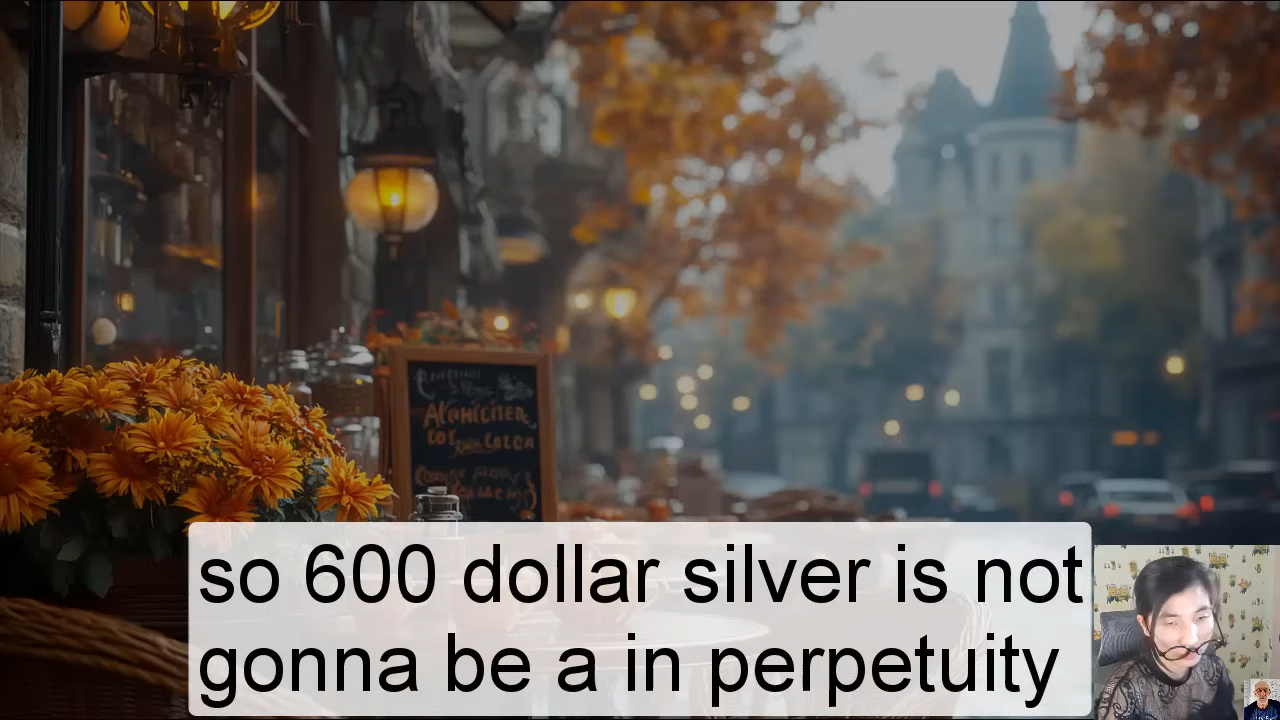 so 600 dollar silver is not
gonna be a in perpetuity